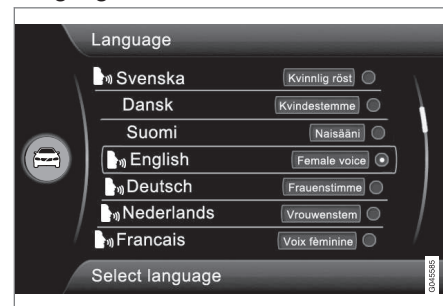 Language
Svenska Kvinnlig röst
Dansk Kvindestemme
Suomi Naisääni
English Female voice
Deutsch Frauenstimme
Nederlands Vrouwenstem
Francais Voix fèminine
Select language
G045585